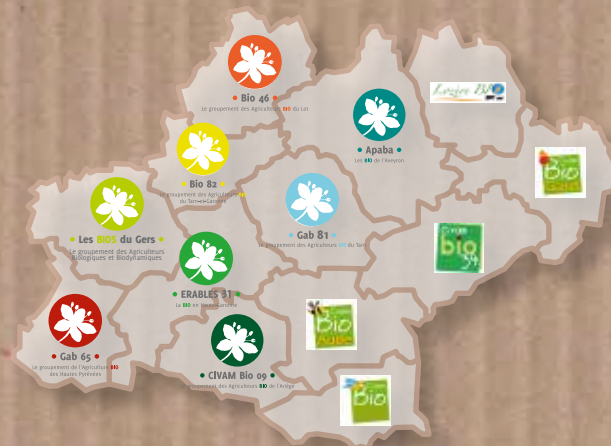 • Bio 46 •
Le groupement des Agriculteurs BIO du Lot
Lozère BIO
• Apaba •
Les BIO de l'Aveyron
• Bio 82 •
Le groupement des Agriculteurs BIO
du Tarn-et-Garonne
Bio
Gard
• Les BIOS du Gers •
Le groupement des Agriculteurs
Biologiques et Biodynamiques
• Gab 81 •
Le groupement des Agriculteurs BIO du Tarn
Civam
bio
34
• ERABLES 31 •
La BIO en Haute-Garonne
Bio
Aude
• Gab 65 •
Le groupement de l'Agriculture BIO
des Hautes Pyrénées
• CIVAM Bio 09 •
Le groupement des Agriculteurs BIO de l'Ariège
Bio